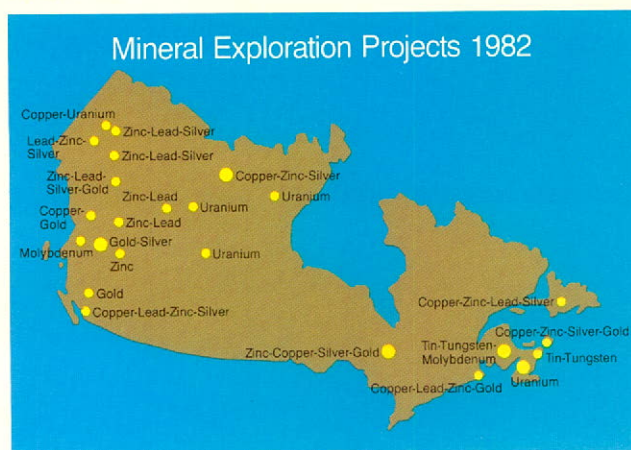 Mineral Exploration Projects 1982
Copper-Uranium
Zinc-Lead-Silver
Lead-Zinc-
Silver
Zinc-Lead-Silver
Zinc-Lead-
Silver-Gold
Copper-Zinc-Silver
Zinc-Lead
Uranium
Uranium
Copper-
Gold
Zinc-Lead
Gold-Silver
Molybdenum
Zinc
Uranium
Gold
Copper-Lead-Zinc-Silver
Copper-Zinc-Lead-Silver
Copper-Zinc-Silver-Gold
Zinc-Copper-Silver-Gold
Tin-Tungsten-
Molybdenum
Tin-Tungsten
Uranium
Copper-Lead-Zinc-Gold